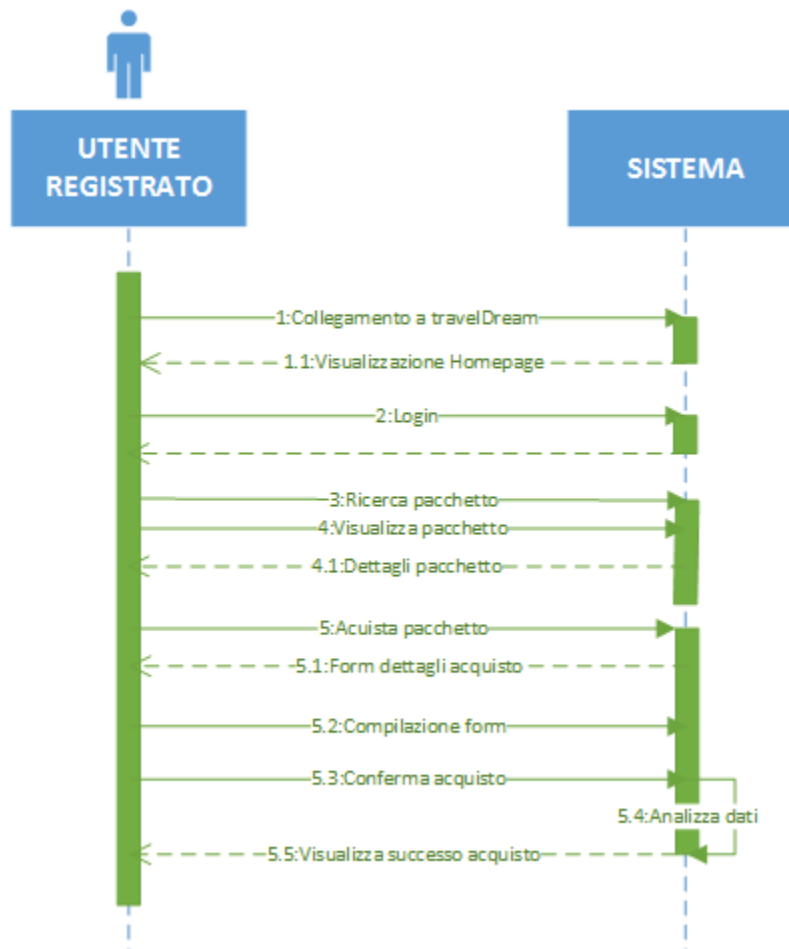 UTENTE
REGISTRATO
SISTEMA
1:Collegamento a travelDream
1.1:Visualizzazione Homepage
2:Login
3:Ricerca pacchetto
4:Visualizza pacchetto
4.1:Dettagli pacchetto
5:Acuista pacchetto
5.1:Form dettagli acquisto
5.2:Compilazione form
5.3:Conferma acquisto
5.4:Analizza dati
5.5:Visualizza successo acquisto